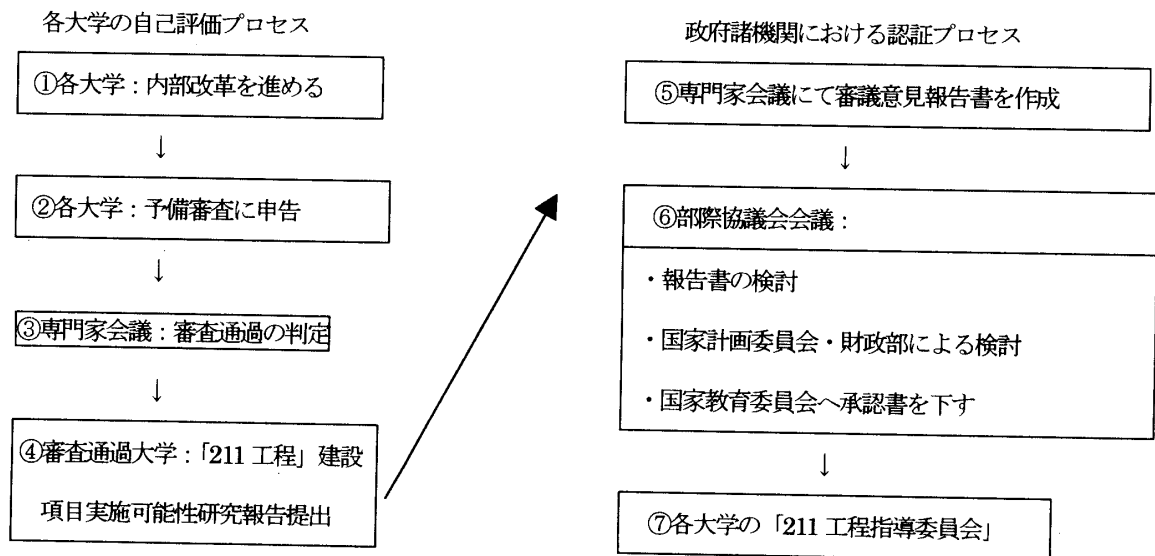 各大学の自己評価プロセス
①各大学：内部改革を進める
↓
②各大学：予備審査に申告
↓
③専門家会議：審査通過の判定
↓
④審査通過大学：「211 工程」建設
項目実施可能性研究報告提出
政府諸機関における認証プロセス
⑤専門家会議にて審議意見報告書を作成
↓
⑥部際協議会会議：
・報告書の検討
・国家計画委員会・財政部による検討
・国家教育委員会へ承認書を下す
↓
⑦各大学の「211 工程指導委員会」